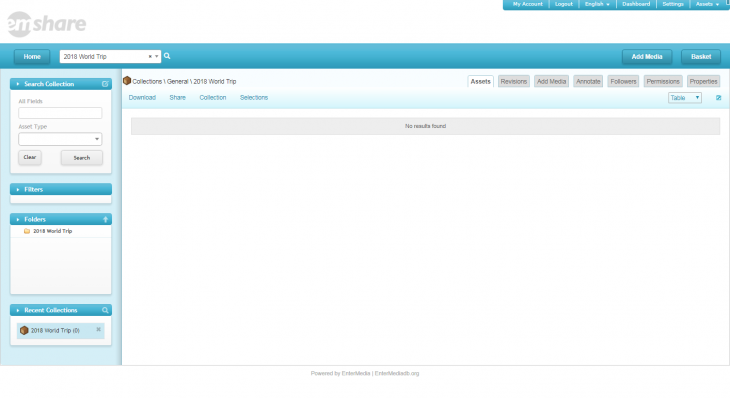 My Account Logout English Dashboard Settings Assets
emshare
Home 2018 World Trip × Add Media Basket
Search Collection
All Fields
Asset Type
Clear Search
Filters
Folders
2018 World Trip
Recent Collections
2018 World Trip (0)
Collections \ General \ 2018 World Trip
Assets Revisions Add Media Annotate Followers Permissions Properties
Download Share Collection Selections Table
No results found
Powered by EnterMedia | EnterMediadb.org